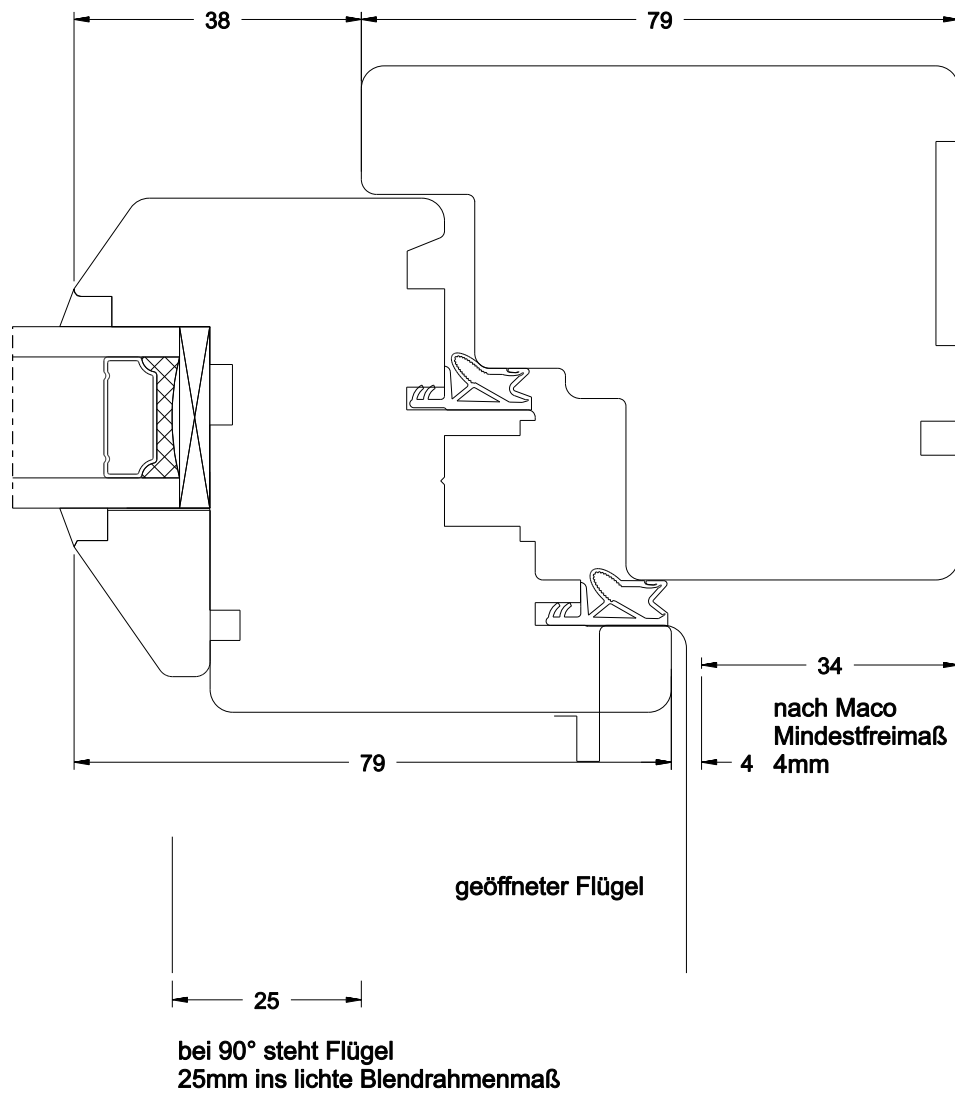 38
79
34
nach Maco
Mindestfreimaß
4mm
79
4
geöffneter Flügel
25
bei 90° steht Flügel
25mm ins lichte Blendrahmenmaß